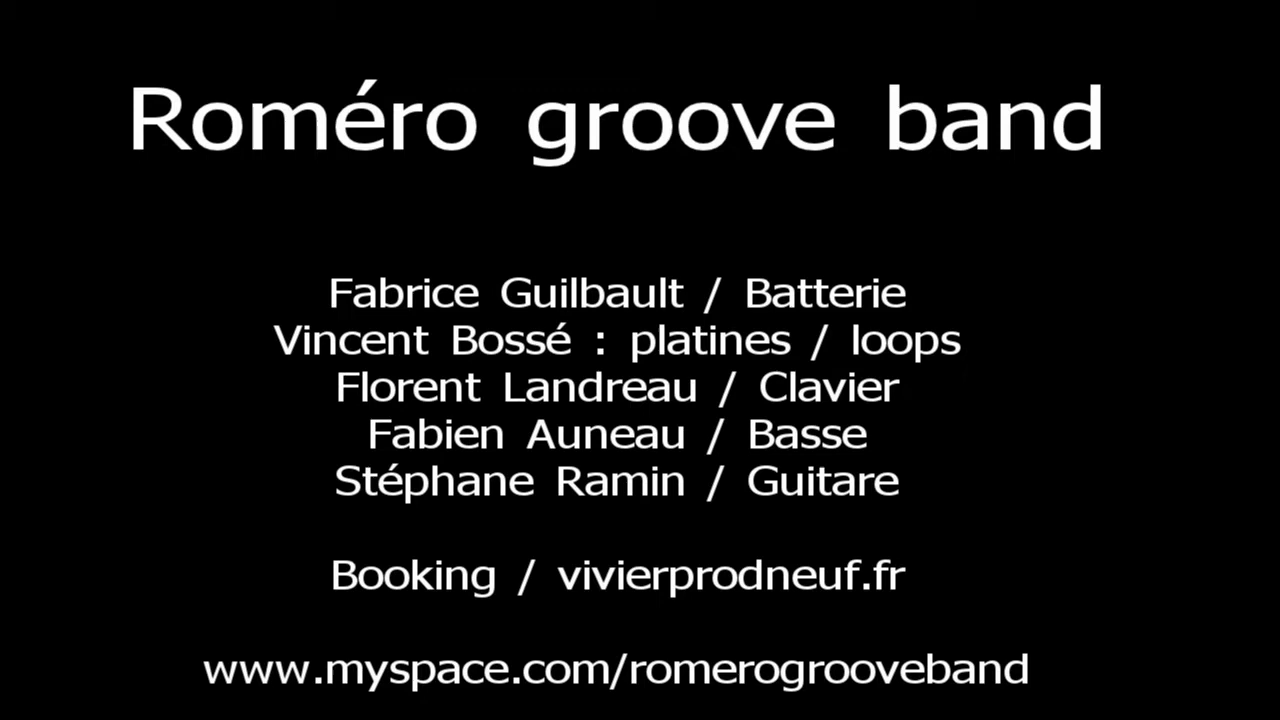 Roméro groove band
Fabrice Guilbault / Batterie
Vincent Bossé : platines / loops
Florent Landreau / Clavier
Fabien Auneau / Basse
Stéphane Ramin / Guitare
Booking / vivierprodneuf.fr
www.myspace.com/romerogrooveband